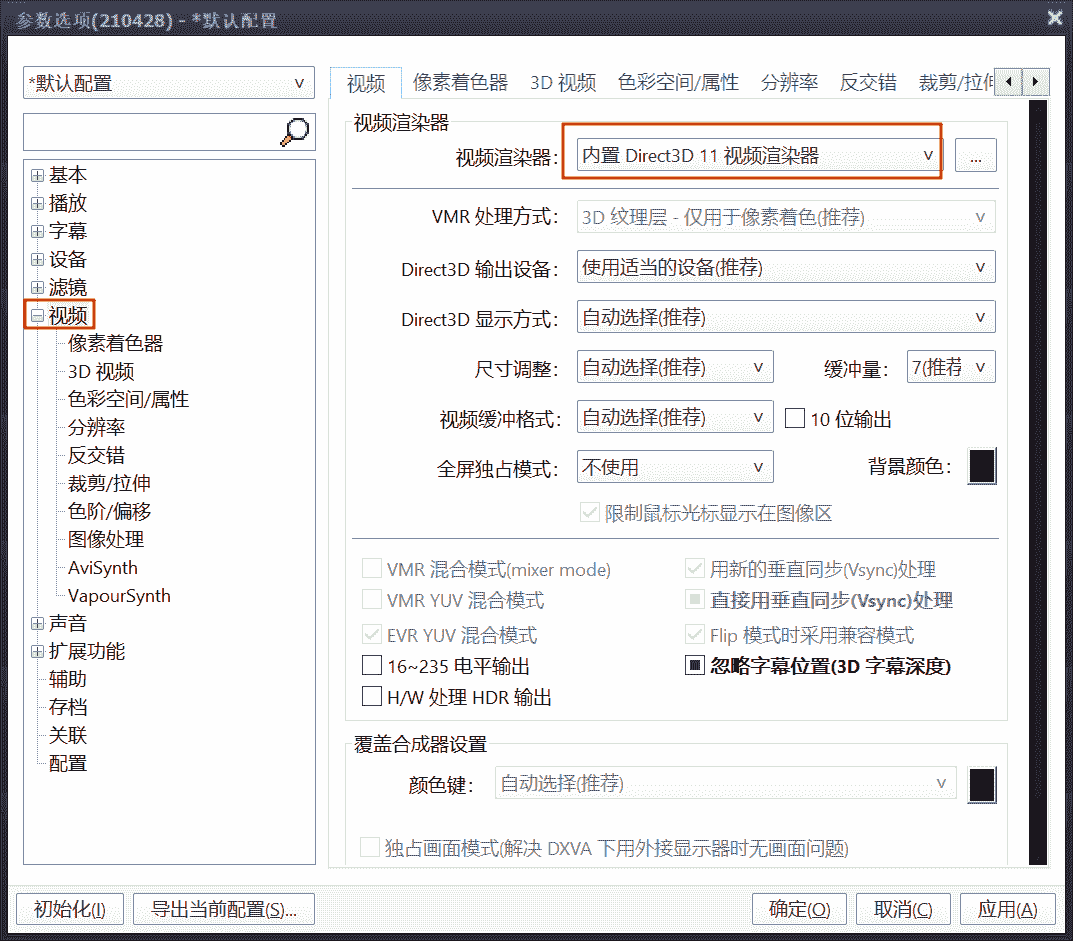 参数选项(210428) - *默认配置
*默认配置
基本
播放
字幕
设备
滤镜
视频
像素着色器
3D 视频
色彩空间/属性
分辨率
反交错
裁剪/拉伸
色阶/偏移
图像处理
AviSynth
VapourSynth
声音
扩展功能
辅助
存档
关联
配置
视频 像素着色器 3D 视频 色彩空间/属性 分辨率 反交错 裁剪/拉伸
视频渲染器
视频渲染器: 内置 Direct3D 11 视频渲染器 ...
VMR 处理方式: 3D 纹理层 - 仅用于像素着色(推荐)
Direct3D 输出设备: 使用适当的设备(推荐)
Direct3D 显示方式: 自动选择(推荐)
尺寸调整: 自动选择(推荐) 缓冲量: 7(推荐
视频缓冲格式: 自动选择(推荐) 10 位输出
全屏独占模式: 不使用 背景颜色:
限制鼠标光标显示在图像区
VMR 混合模式(mixer mode) 用新的垂直同步(Vsync)处理
VMR YUV 混合模式 直接用垂直同步(Vsync)处理
EVR YUV 混合模式 Flip 模式时采用兼容模式
16~235 电平输出 忽略字幕位置(3D 字幕深度)
H/W 处理 HDR 输出
覆盖合成器设置
颜色键: 自动选择(推荐)
独占画面模式(解决 DXVA 下用外接显示器时无画面问题)
初始化(I) 导出当前配置(S)... 确定(O) 取消(C) 应用(A)